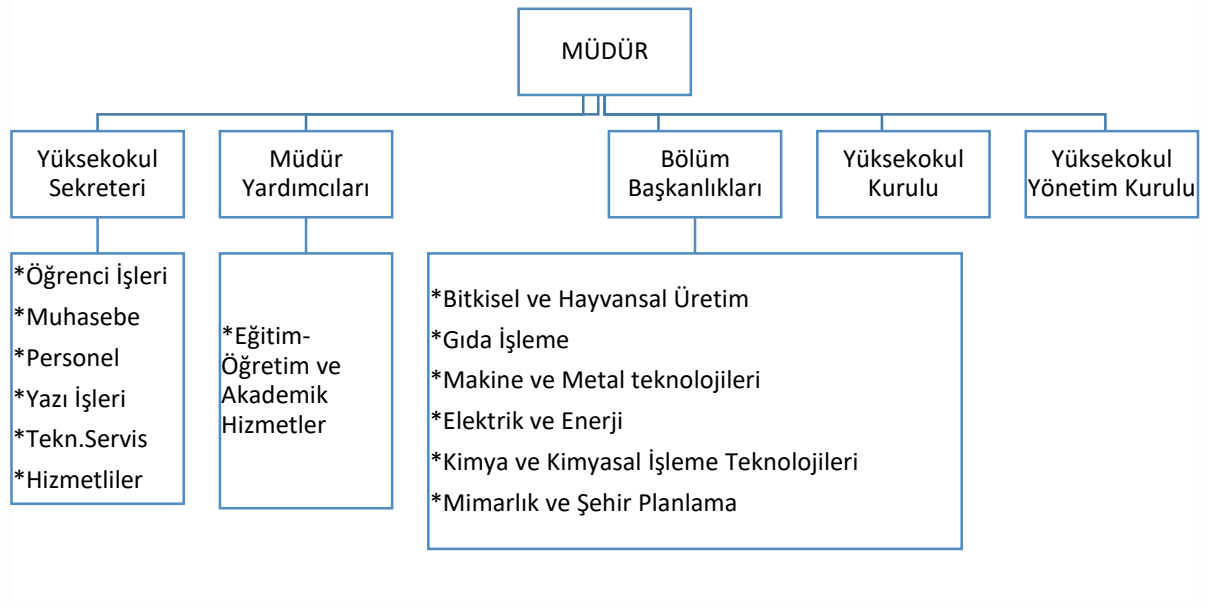 MÜDÜR
Yüksekokul
Sekreteri
Müdür
Yardımcıları
Bölüm
Başkanlıkları
Yüksekokul
Kurulu
Yüksekokul
Yönetim Kurulu
*Öğrenci İşleri
*Muhasebe
*Personel
*Yazı İşleri
*Tekn.Servis
*Hizmetliler
*Eğitim-
Öğretim ve
Akademik
Hizmetler
*Bitkisel ve Hayvansal Üretim
*Gıda İşleme
*Makine ve Metal teknolojileri
*Elektrik ve Enerji
*Kimya ve Kimyasal İşleme Teknolojileri
*Mimarlık ve Şehir Planlama